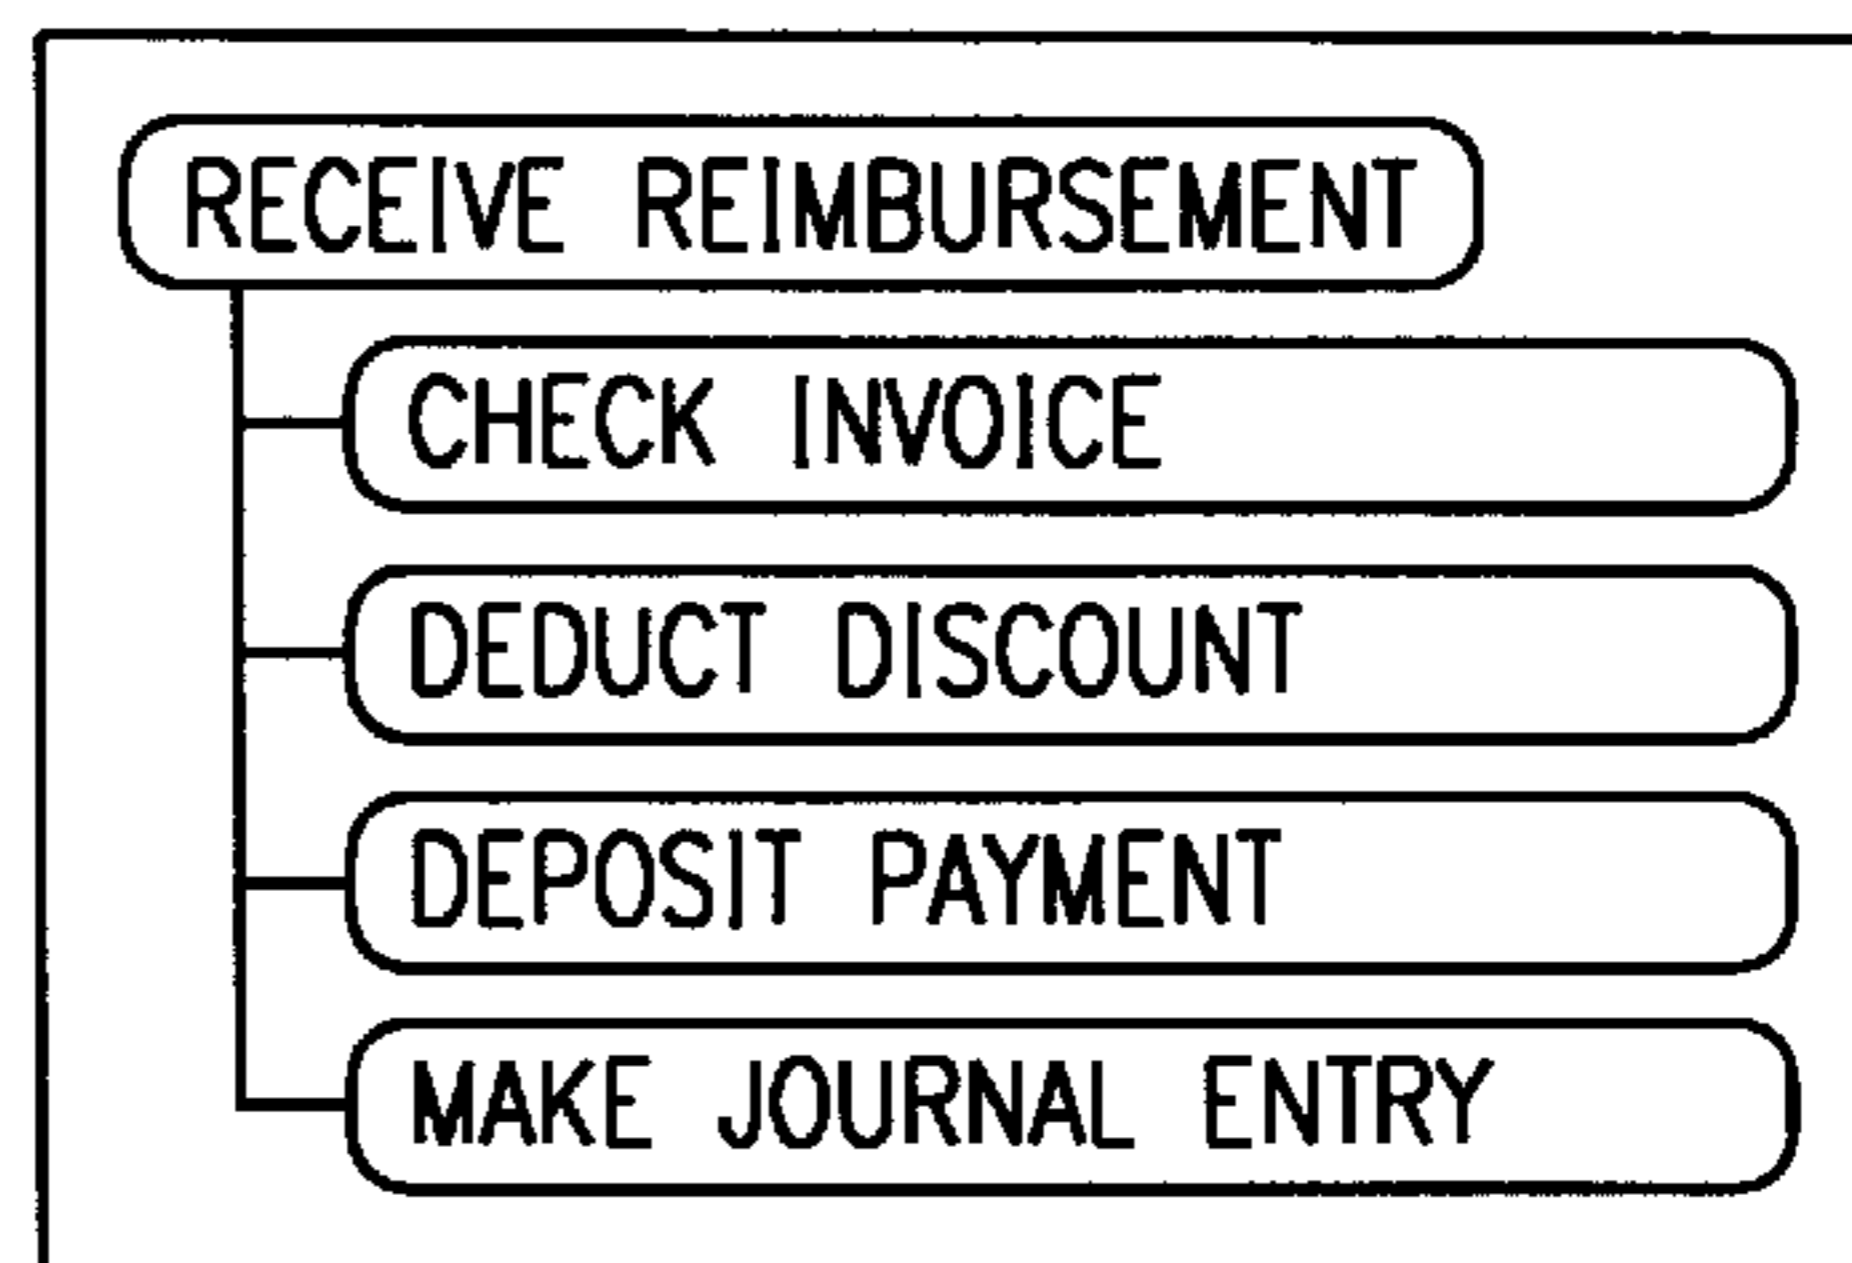 RECEIVE REIMBURSEMENT
CHECK INVOICE
DEDUCT DISCOUNT
DEPOSIT PAYMENT
MAKE JOURNAL ENTRY